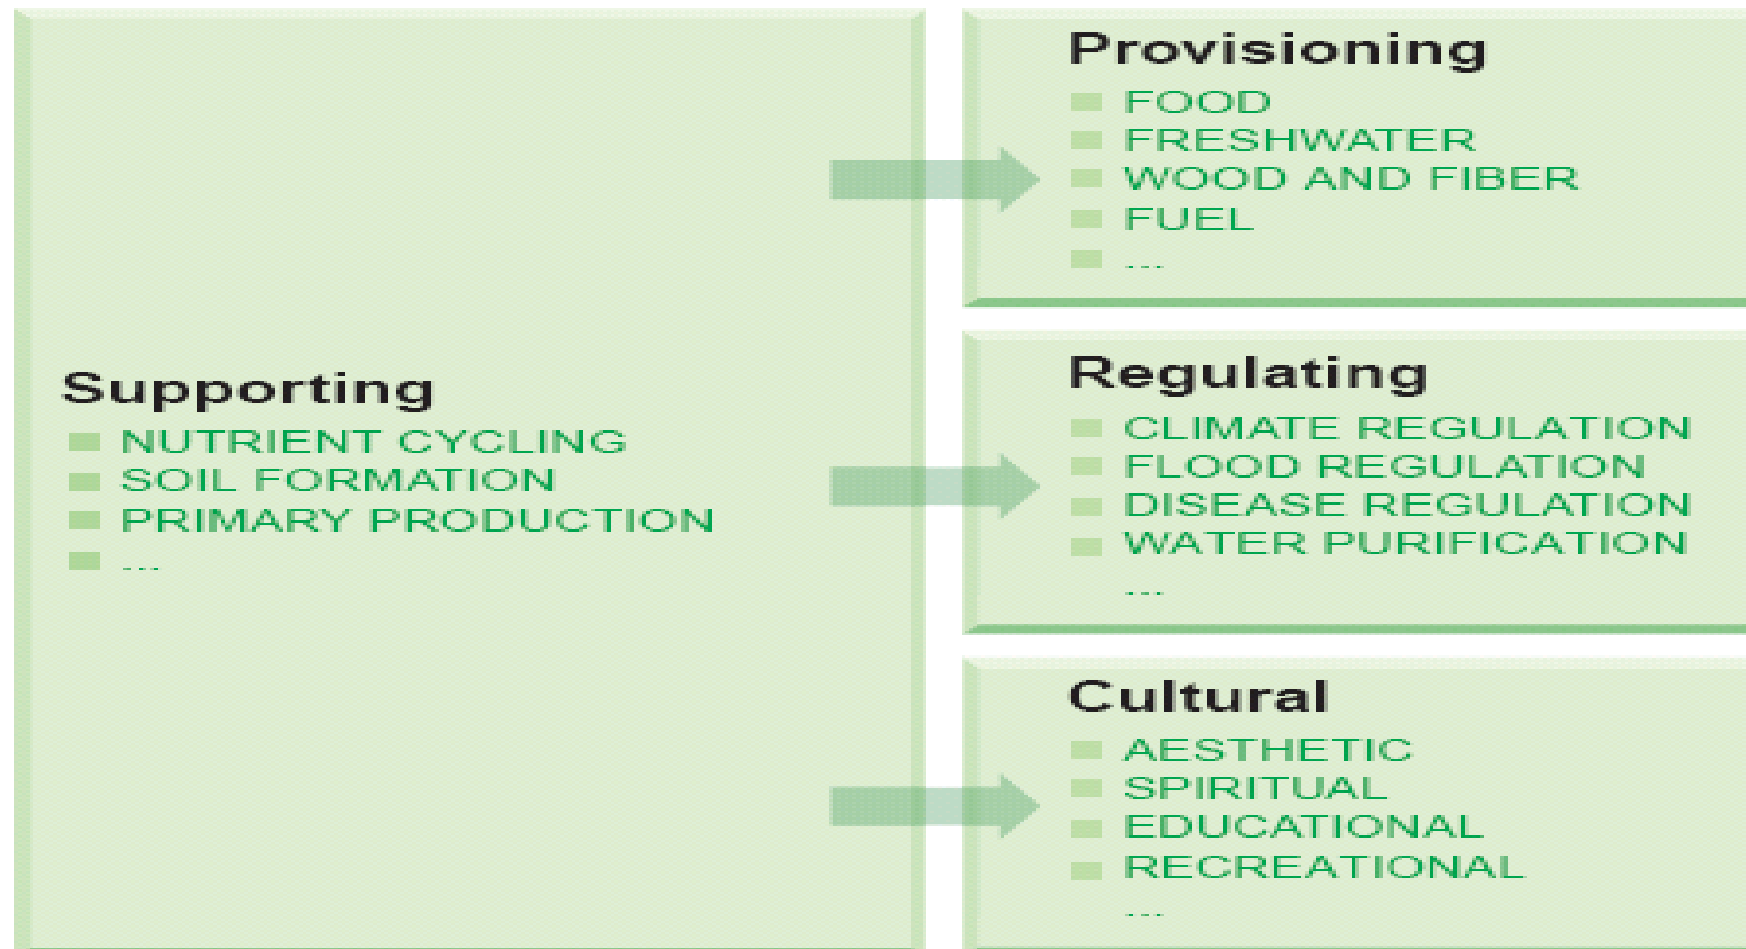 Supporting
NUTRIENT CYCLING
SOIL FORMATION
PRIMARY PRODUCTION
...
Provisioning
FOOD
FRESHWATER
WOOD AND FIBER
FUEL
...
Regulating
CLIMATE REGULATION
FLOOD REGULATION
DISEASE REGULATION
WATER PURIFICATION
...
Cultural
AESTHETIC
SPIRITUAL
EDUCATIONAL
RECREATIONAL
...